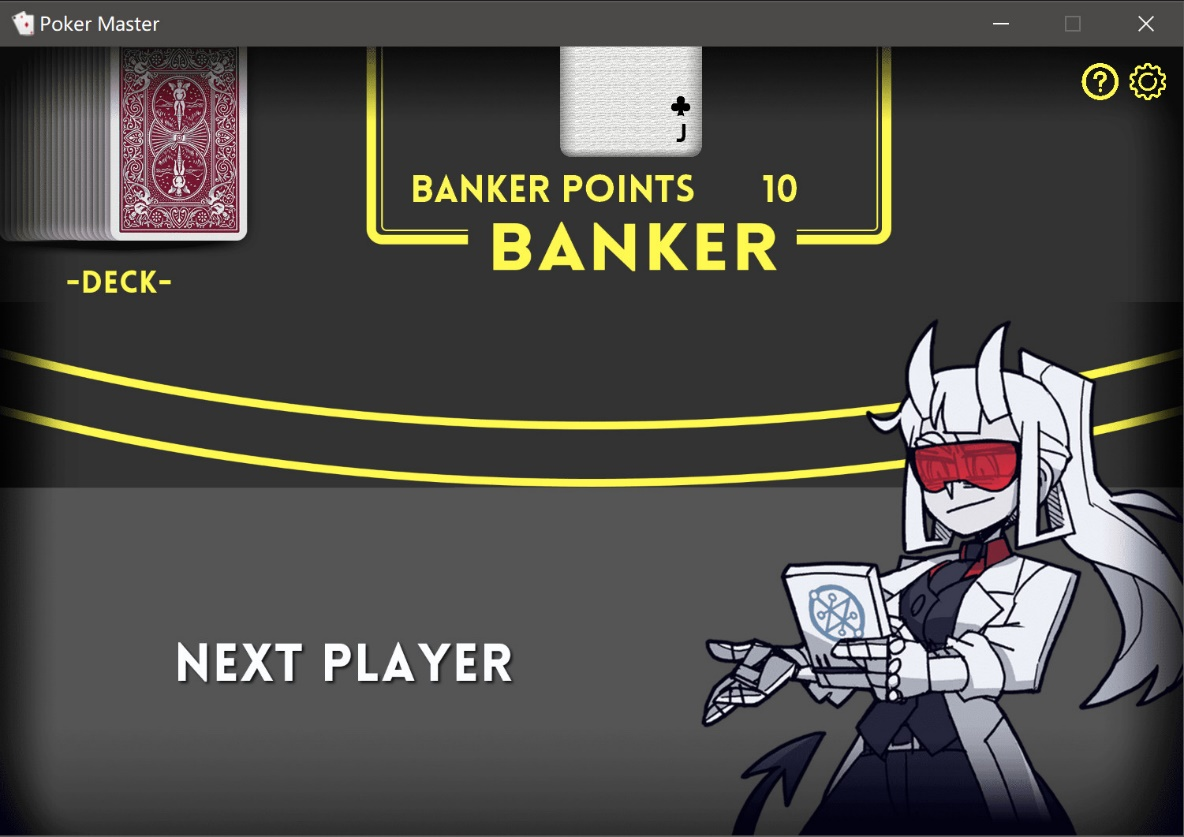 Poker Master
?
♣
J
BANKER POINTS 10
BANKER
-DECK-
NEXT PLAYER